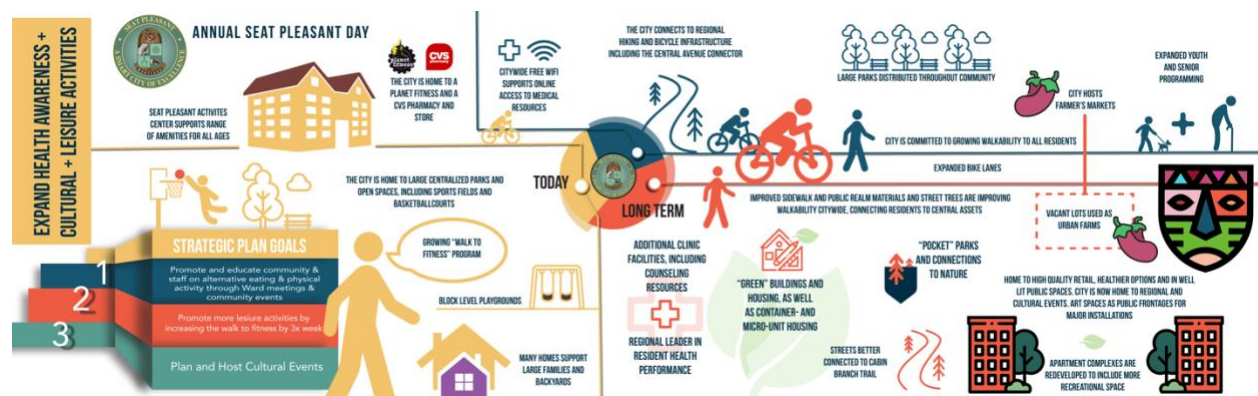 EXPAND HEALTH AWARENESS +
CULTURAL + LEISURE ACTIVITIES
SEAT PLEASANT
A SMART CITY OF EXCELLENCE
ANNUAL SEAT PLEASANT DAY
SEAT PLEASANT ACTIVITES
CENTER SUPPORTS RANGE
OF AMENITIES FOR ALL AGES
planet fitness
CVS
pharmacy
THE CITY IS HOME TO A
PLANET FITNESS AND A
CVS PHARMACY AND
STORE
CITYWIDE FREE WIFI
SUPPORTS ONLINE
ACCESS TO MEDICAL
RESOURCES
THE CITY IS HOME TO LARGE CENTRALIZED PARKS AND
OPEN SPACES, INCLUDING SPORTS FIELDS AND
BASKETBALLCOURTS
GROWING "WALK TO
FITNESS" PROGRAM
BLOCK LEVEL PLAYGROUNDS
MANY HOMES SUPPORT
LARGE FAMILIES AND
BACKYARDS
STRATEGIC PLAN GOALS
1
Promote and educate community &
staff on alternative eating & physical
activity through Ward meetings &
community events
2
Promote more lesiure activities by
increasing the walk to fitness by 3x week
3
Plan and Host Cultural Events
TODAY
LONG TERM
THE CITY CONNECTS TO REGIONAL
HIKING AND BICYCLE INFRASTRUCTURE
INCLUDING THE CENTRAL AVENUE CONNECTOR
LARGE PARKS DISTRIBUTED THROUGHOUT COMMUNITY
CITY HOSTS
FARMER'S MARKETS
EXPANDED YOUTH
AND SENIOR
PROGRAMMING
CITY IS COMMITTED TO GROWING WALKABILITY TO ALL RESIDENTS
EXPANDED BIKE LANES
IMPROVED SIDEWALK AND PUBLIC REALM MATERIALS AND STREET TREES ARE IMPROVING
WALKABILITY CITYWIDE, CONNECTING RESIDENTS TO CENTRAL ASSETS
VACANT LOTS USED AS
URBAN FARMS
ADDITIONAL CLINIC
FACILITIES, INCLUDING
COUNSELING
RESOURCES
REGIONAL LEADER IN
RESIDENT HEALTH
PERFORMANCE
"GREEN" BUILDINGS AND
HOUSING, AS WELL
AS CONTAINER- AND
MICRO-UNIT HOUSING
"POCKET" PARKS
AND CONNECTIONS
TO NATURE
STREETS BETTER
CONNECTED TO CABIN
BRANCH TRAIL
HOME TO HIGH QUALITY RETAIL, HEALTHIER OPTIONS AND IN WELL
LIT PUBLIC SPACES. CITY IS NOW HOME TO REGIONAL AND
CULTURAL EVENTS. ART SPACES AS PUBLIC FRONTAGES FOR
MAJOR INSTALLATIONS
APARTMENT COMPLEXES ARE
REDEVELOPED TO INCLUDE MORE
RECREATIONAL SPACE